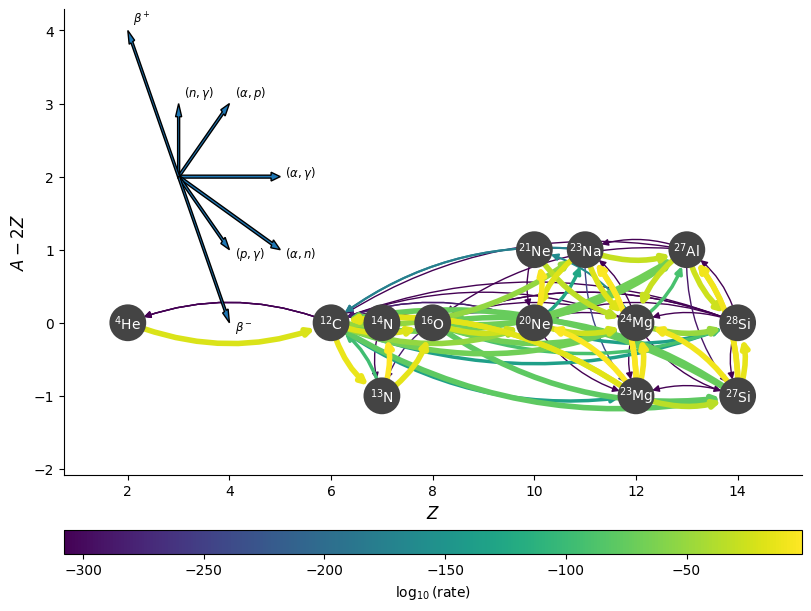 β⁺
(n, γ)
(α, p)
(α, γ)
(p, γ)
(α, n)
β⁻
A − 2Z
4
3
2
1
0
−1
−2
²¹Ne
²³Na
²⁷Al
⁴He
¹²C
¹⁴N
¹⁶O
²⁰Ne
²⁴Mg
²⁸Si
¹³N
²³Mg
²⁷Si
2
4
6
8
10
12
14
Z
−300
−250
−200
−150
−100
−50
log₁₀(rate)